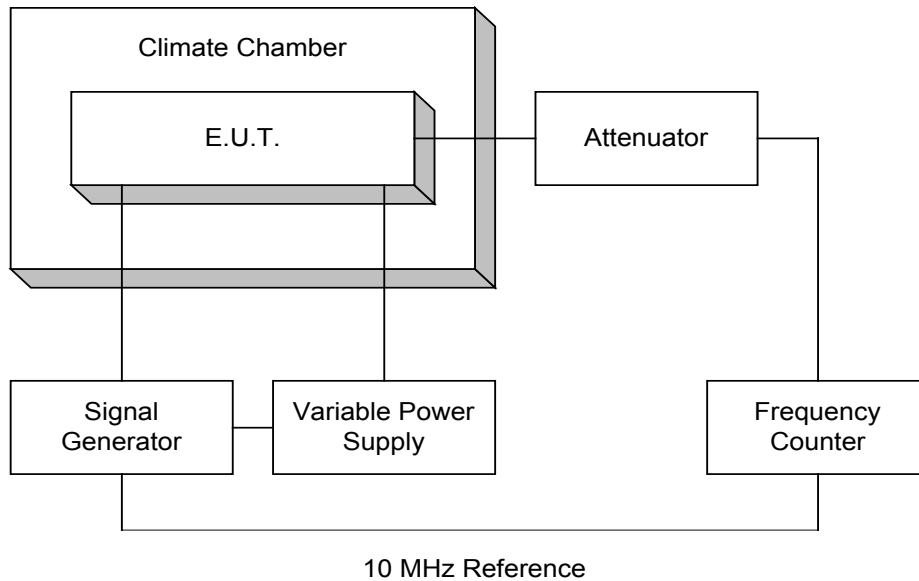 Climate Chamber
E.U.T.
Attenuator
Signal
Generator
Variable Power
Supply
Frequency
Counter
10 MHz Reference